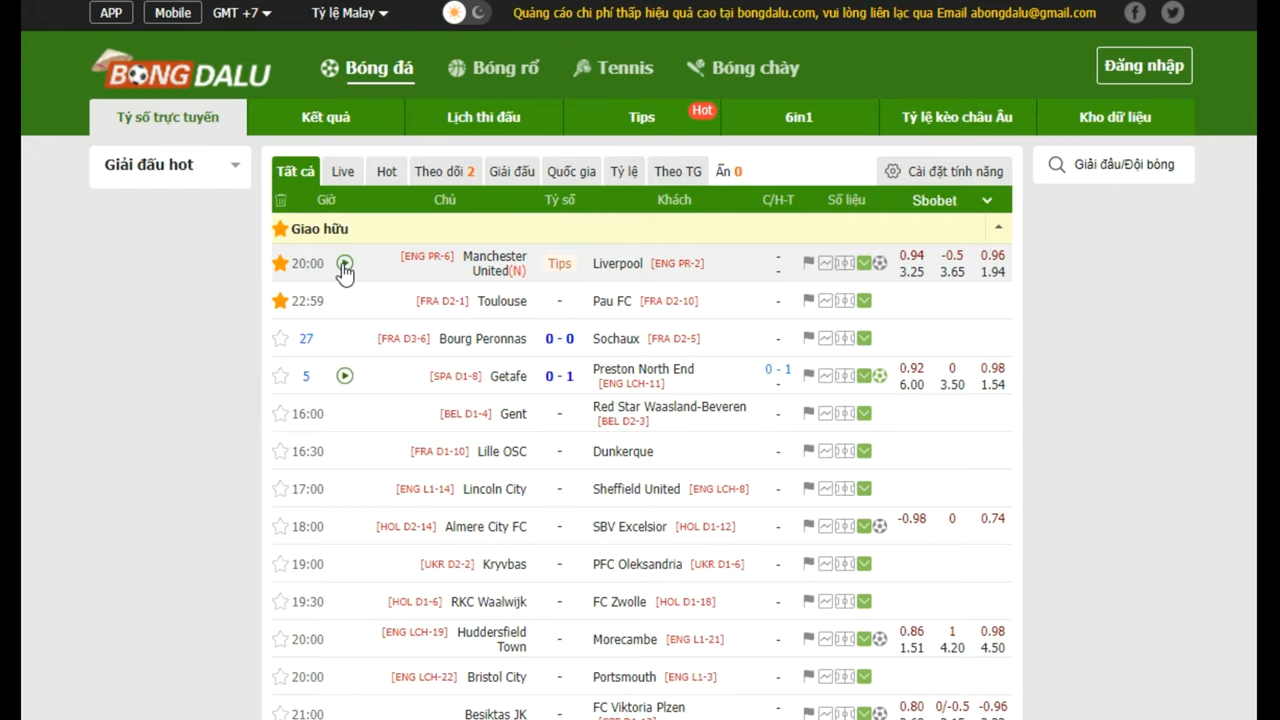 APP Mobile GMT +7 Tỷ lệ Malay Quảng cáo chi phí thấp hiệu quả cao tại bongdalu.com, vui lòng liên lạc qua Email abongdalu@gmail.com
BONGDALU Bóng đá Bóng rổ Tennis Bóng chày Đăng nhập
Tỷ số trực tuyến Kết quả Lịch thi đấu Tips Hot 6in1 Tỷ lệ kèo châu Âu Kho dữ liệu
Giải đấu hot
Tất cả Live Hot Theo dõi 2 Giải đấu Quốc gia Tỷ lệ Theo TG Ẩn 0 Cài đặt tính năng
Giải đấu/Đội bóng
Giờ Chủ Tỷ số Khách C/H-T Số liệu Sbobet
Giao hữu
20:00 [ENG PR-6] Manchester United(N) Tips Liverpool [ENG PR-2] - - 0.94 -0.5 0.96
3.25 3.65 1.94
22:59 [FRA D2-1] Toulouse - Pau FC [FRA D2-10] -
27 [FRA D3-6] Bourg Peronnas 0 - 0 Sochaux [FRA D2-5] -
5 [SPA D1-8] Getafe 0 - 1 Preston North End [ENG LCH-11] 0 - 1 - 0.92 0 0.98
6.00 3.50 1.54
16:00 [BEL D1-4] Gent - Red Star Waasland-Beveren [BEL D2-3] -
16:30 [FRA D1-10] Lille OSC - Dunkerque -
17:00 [ENG L1-14] Lincoln City - Sheffield United [ENG LCH-8] -
18:00 [HOL D2-14] Almere City FC - SBV Excelsior [HOL D1-12] - -0.98 0 0.74
19:00 [UKR D2-2] Kryvbas - PFC Oleksandria [UKR D1-6] -
19:30 [HOL D1-6] RKC Waalwijk - FC Zwolle [HOL D1-18] -
20:00 [ENG LCH-19] Huddersfield Town - Morecambe [ENG L1-21] - 0.86 1 0.98
1.51 4.20 4.50
20:00 [ENG LCH-22] Bristol City - Portsmouth [ENG L1-3] -
21:00 Besiktas JK - FC Viktoria Plzen - 0.80 0/-0.5 -0.96